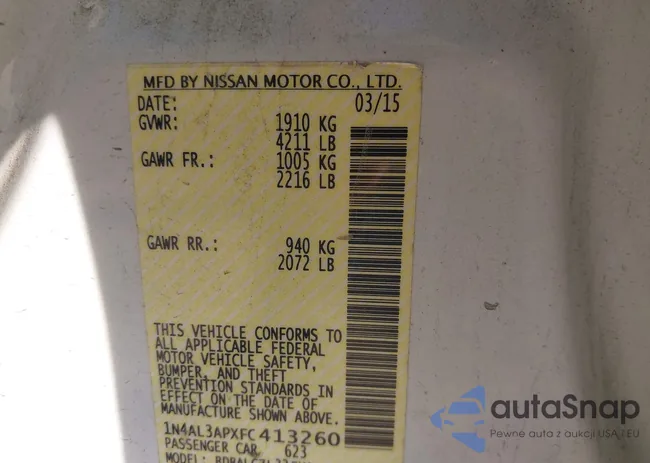 MFD BY NISSAN MOTOR CO., LTD.
DATE: 03/15
GVWR: 1910 KG
4211 LB
GAWR FR.: 1005 KG
2216 LB
GAWR RR.: 940 KG
2072 LB
THIS VEHICLE CONFORMS TO
ALL APPLICABLE FEDERAL
MOTOR VEHICLE SAFETY,
BUMPER, AND THEFT
PREVENTION STANDARDS IN
EFFECT ON THE DATE OF
MANUFACTURE SHOWN ABOVE.
1N4AL3APXFC413260
PASSENGER CAR 623
MODEL:
autaSnap
Pewne auta z aukcji USA i EU